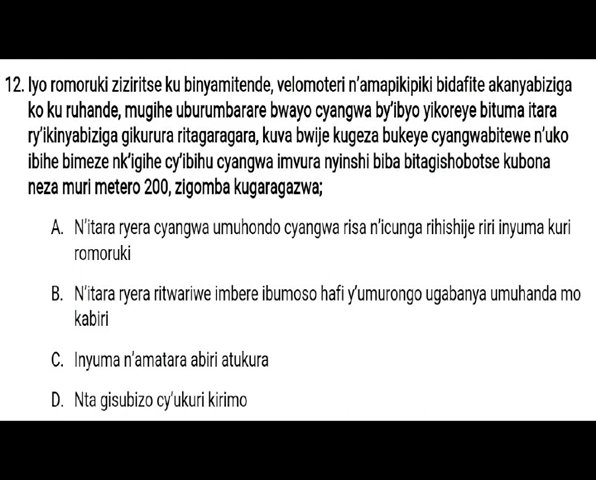 12. Iyo romoruki ziziritse ku binyamitende, velomoteri n'amapikipiki bidafite akanyabiziga
ko ku ruhande, mugihe uburumbarare bwayo cyangwa by'ibyo yikoreye bituma itara
ry'ikinyabiziga gikurura ritagaragara, kuva bwije kugeza bukeye cyangwabitewe n'uko
ibihe bimeze nk'igihe cy'ibihu cyangwa imvura nyinshi biba bitagishobotse kubona
neza muri metero 200, zigomba kugaragazwa;
A. N'itara ryera cyangwa umuhondo cyangwa risa n'icunga rihishije riri inyuma kuri
romoruki
B. N'itara ryera ritwariwe imbere ibumoso hafi y'umurongo ugabanya umuhanda mo
kabiri
C. Inyuma n'amatara abiri atukura
D. Nta gisubizo cy'ukuri kirimo